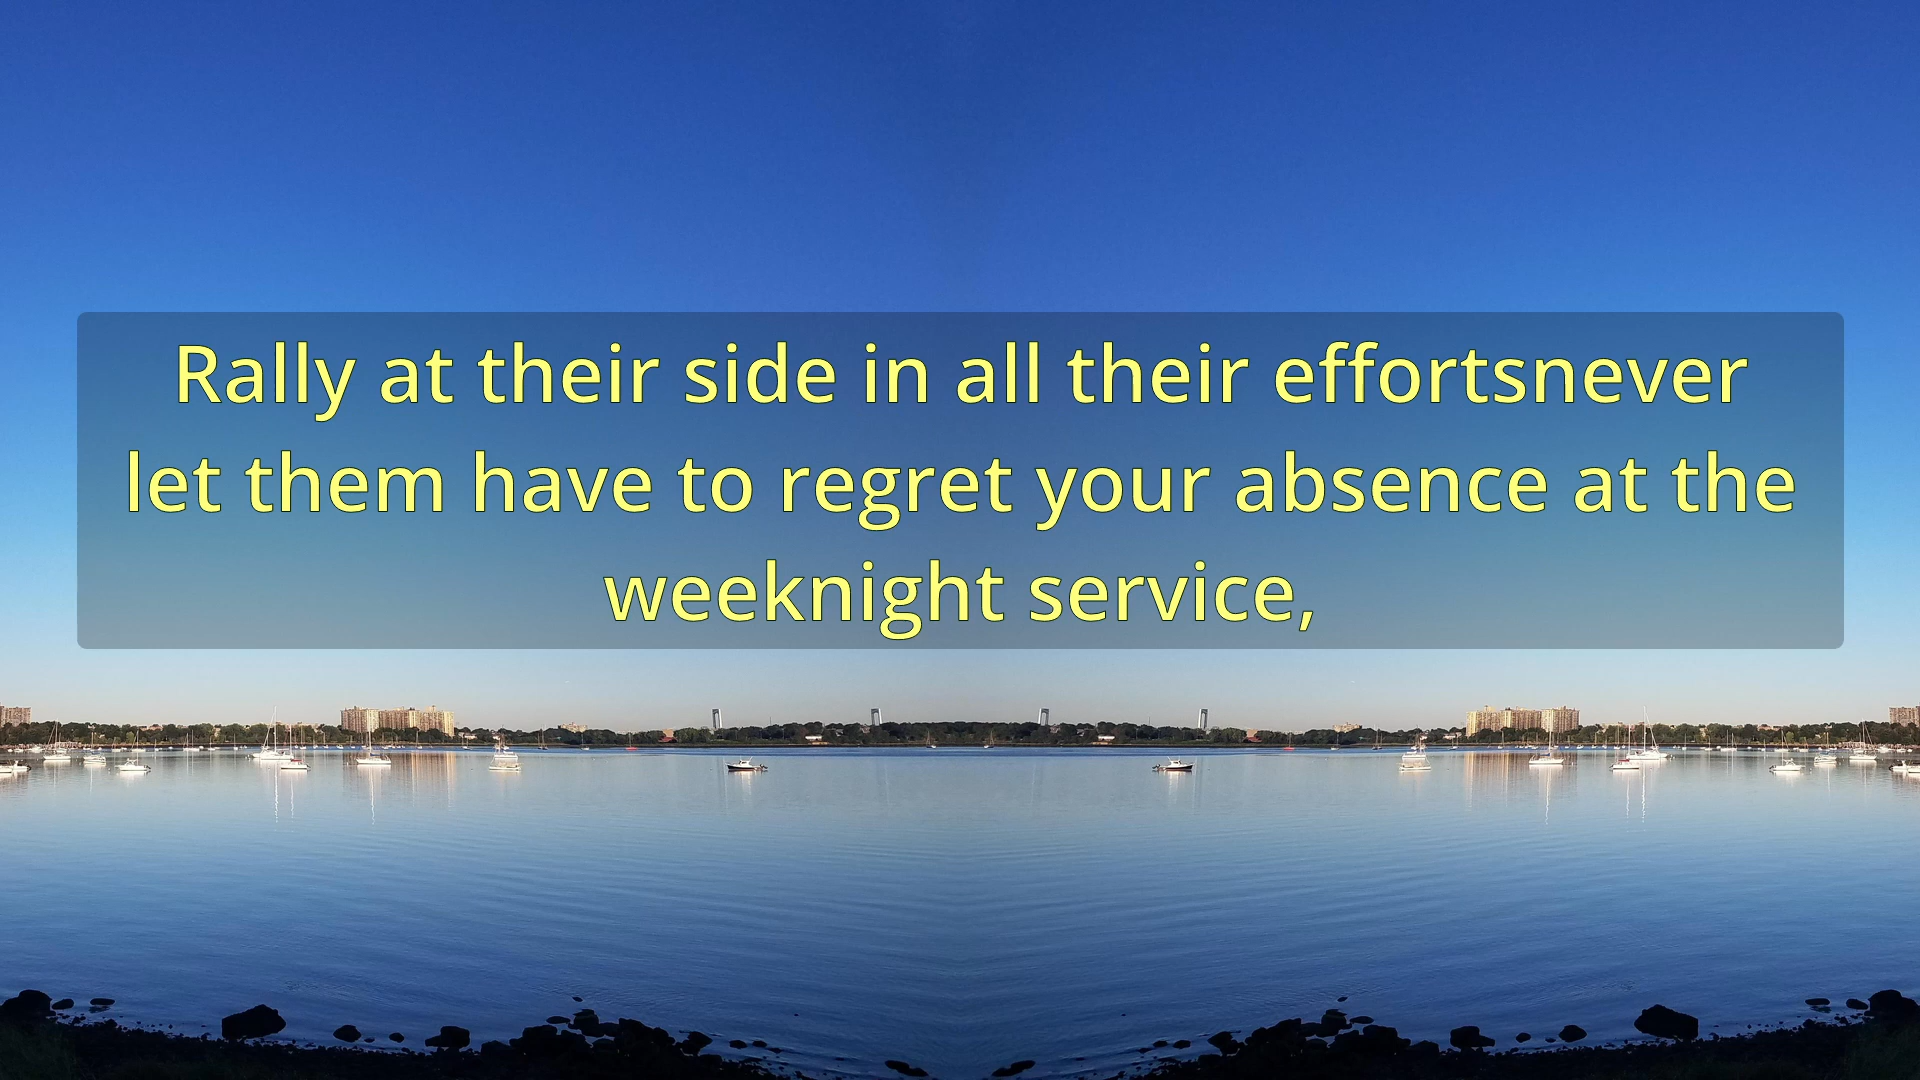 Rally at their side in all their effortsnever
let them have to regret your absence at the
weeknight service,